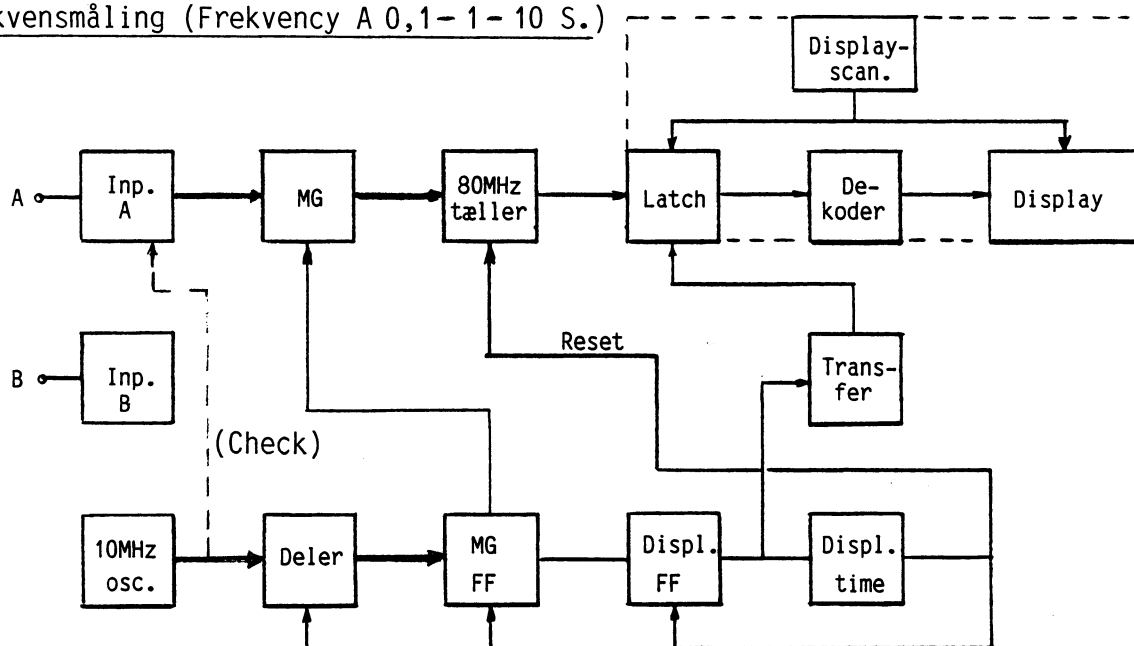 kvensmåling (Frekvency A 0,1-1-10 S.)
Display-
scan.
A
Inp.
A
MG
80MHz
tæller
Latch
De-
koder
Display
Reset
B
Inp.
B
Trans-
fer
(Check)
10MHz
osc.
Deler
MG
FF
Displ.
FF
Displ.
time